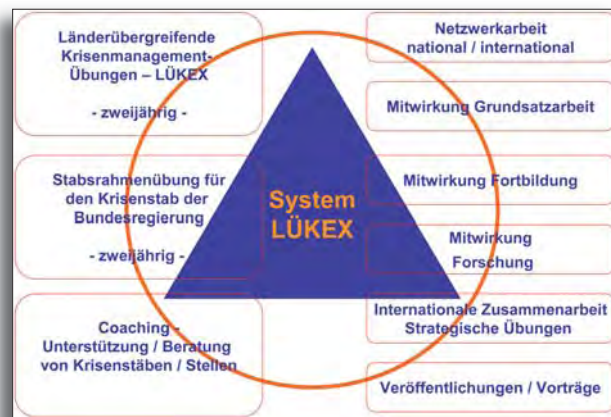 Länderübergreifende
Krisenmanagement-
Übungen – LÜKEX
- zweijährig -
Stabsrahmenübung für
den Krisenstab der
Bundesregierung
- zweijährig -
Coaching -
Unterstützung / Beratung
von Krisenstäben / Stellen
System
LÜKEX
Netzwerkarbeit
national / international
Mitwirkung Grundsatzarbeit
Mitwirkung Fortbildung
Mitwirkung
Forschung
Internationale Zusammenarbeit
Strategische Übungen
Veröffentlichungen / Vorträge